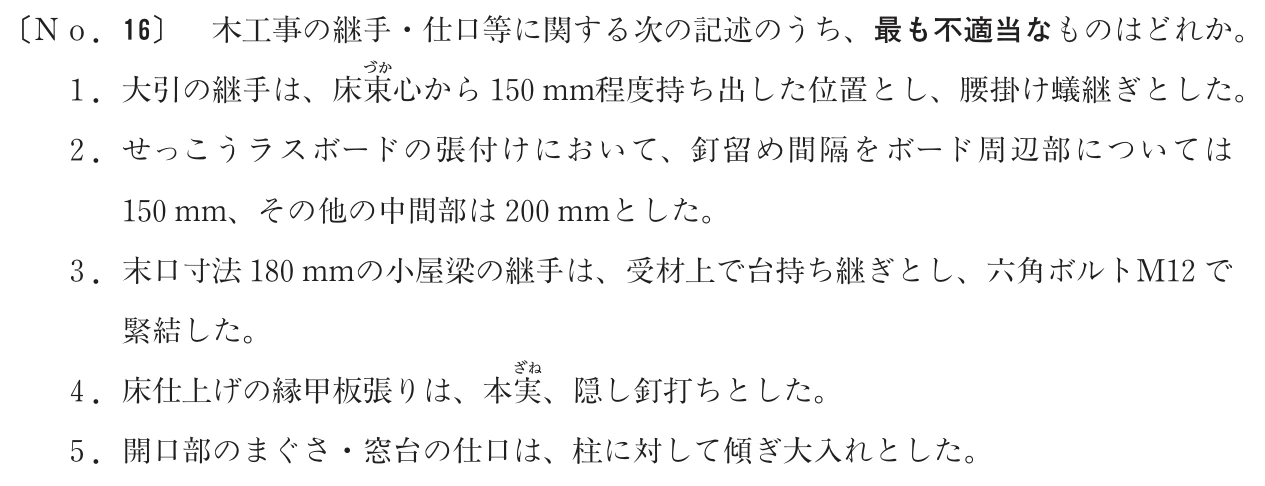 〔Ｎｏ．16〕　木工事の継手・仕口等に関する次の記述のうち、最も不適当なものはどれか。
づか
１．大引の継手は、床束心から 150 mm程度持ち出した位置とし、腰掛け蟻継ぎとした。
２．せっこうラスボードの張付けにおいて、釘留め間隔をボード周辺部については
150 mm、その他の中間部は 200 mmとした。
３．末口寸法 180 mmの小屋梁の継手は、受材上で台持ち継ぎとし、六角ボルトM12 で
緊結した。
ざね
４．床仕上げの縁甲板張りは、本実、隠し釘打ちとした。
５．開口部のまぐさ・窓台の仕口は、柱に対して傾ぎ大入れとした。